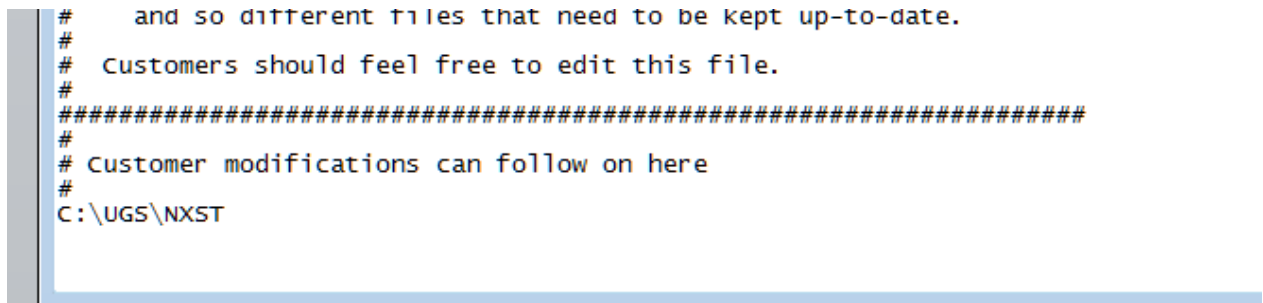 #    and so different files that need to be kept up-to-date.
#
#  Customers should feel free to edit this file.
#
####################################################################
#
# Customer modifications can follow on here
#
C:\UGS\NXST